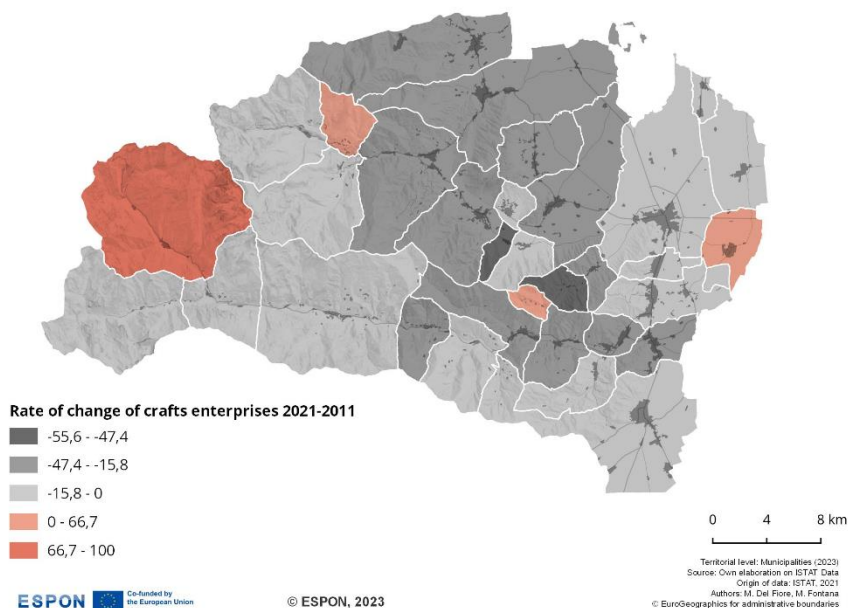 Rate of change of crafts enterprises 2021-2011
-55,6 - -47,4
-47,4 - -15,8
-15,8 - 0
0 - 66,7
66,7 - 100
0 4 8 km
Territorial level: Municipalities (2023)
Source: Own elaboration on ISTAT Data
Origin of data: ISTAT, 2021
Authors: M. Del Fiore, M. Fontana
© EuroGeographics for administrative boundaries
ESPON
Co-funded by
the European Union
© ESPON, 2023